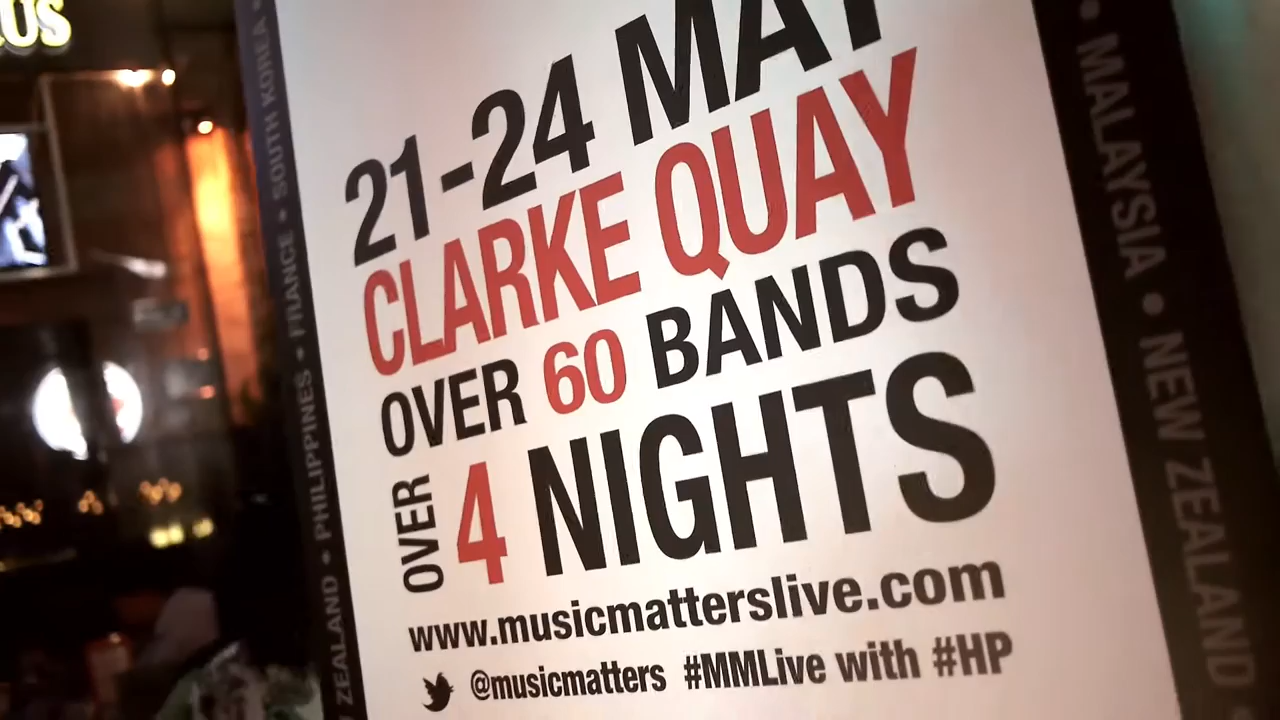 21-24 MAY
CLARKE QUAY
OVER 60 BANDS
OVER 4 NIGHTS
www.musicmatterslive.com
@musicmatters #MMLive with #HP
ZEALAND • PHILIPPINES • FRANCE • SOUTH KOREA •
• MALAYSIA • NEW ZEALAND •
US